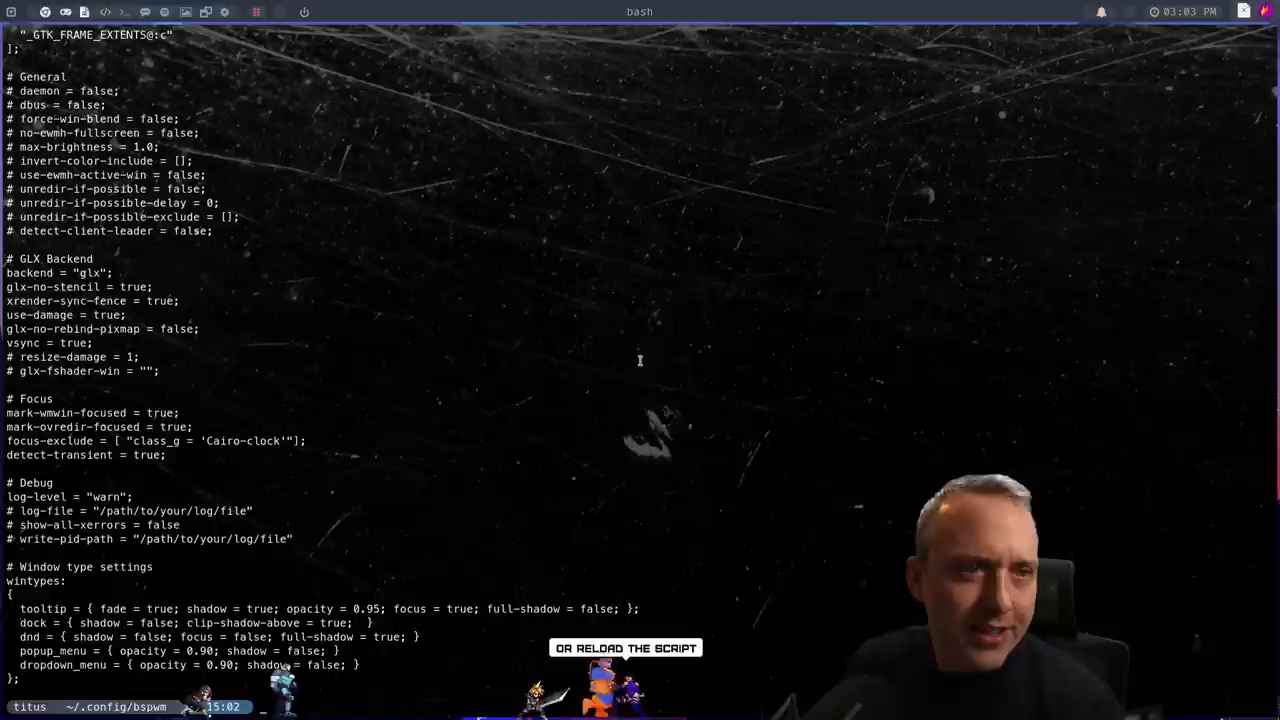 bash
03:03 PM
"_GTK_FRAME_EXTENTS@:c"
];
# General
# daemon = false;
# dbus = false;
# force-win-blend = false;
# no-ewmh-fullscreen = false;
# max-brightness = 1.0;
# invert-color-include = [];
# use-ewmh-active-win = false;
# unredir-if-possible = false;
# unredir-if-possible-delay = 0;
# unredir-if-possible-exclude = [];
# detect-client-leader = false;
# GLX Backend
backend = "glx";
glx-no-stencil = true;
xrender-sync-fence = true;
use-damage = true;
glx-no-rebind-pixmap = false;
vsync = true;
# resize-damage = 1;
# glx-fshader-win = "";
# Focus
mark-wmwin-focused = true;
mark-ovredir-focused = true;
focus-exclude = [ "class_g = 'Cairo-clock'"];
detect-transient = true;
# Debug
log-level = "warn";
# log-file = "/path/to/your/log/file"
# show-all-xerrors = false
# write-pid-path = "/path/to/your/log/file"
# Window type settings
wintypes:
{
tooltip = { fade = true; shadow = true; opacity = 0.95; focus = true; full-shadow = false; };
dock = { shadow = false; clip-shadow-above = true;  }
dnd = { shadow = false; focus = false; full-shadow = true; }
popup_menu = { opacity = 0.90; shadow = false; }
dropdown_menu = { opacity = 0.90; shadow = false; }
};
OR RELOAD THE SCRIPT
titus ~/.config/bspwm 15:02